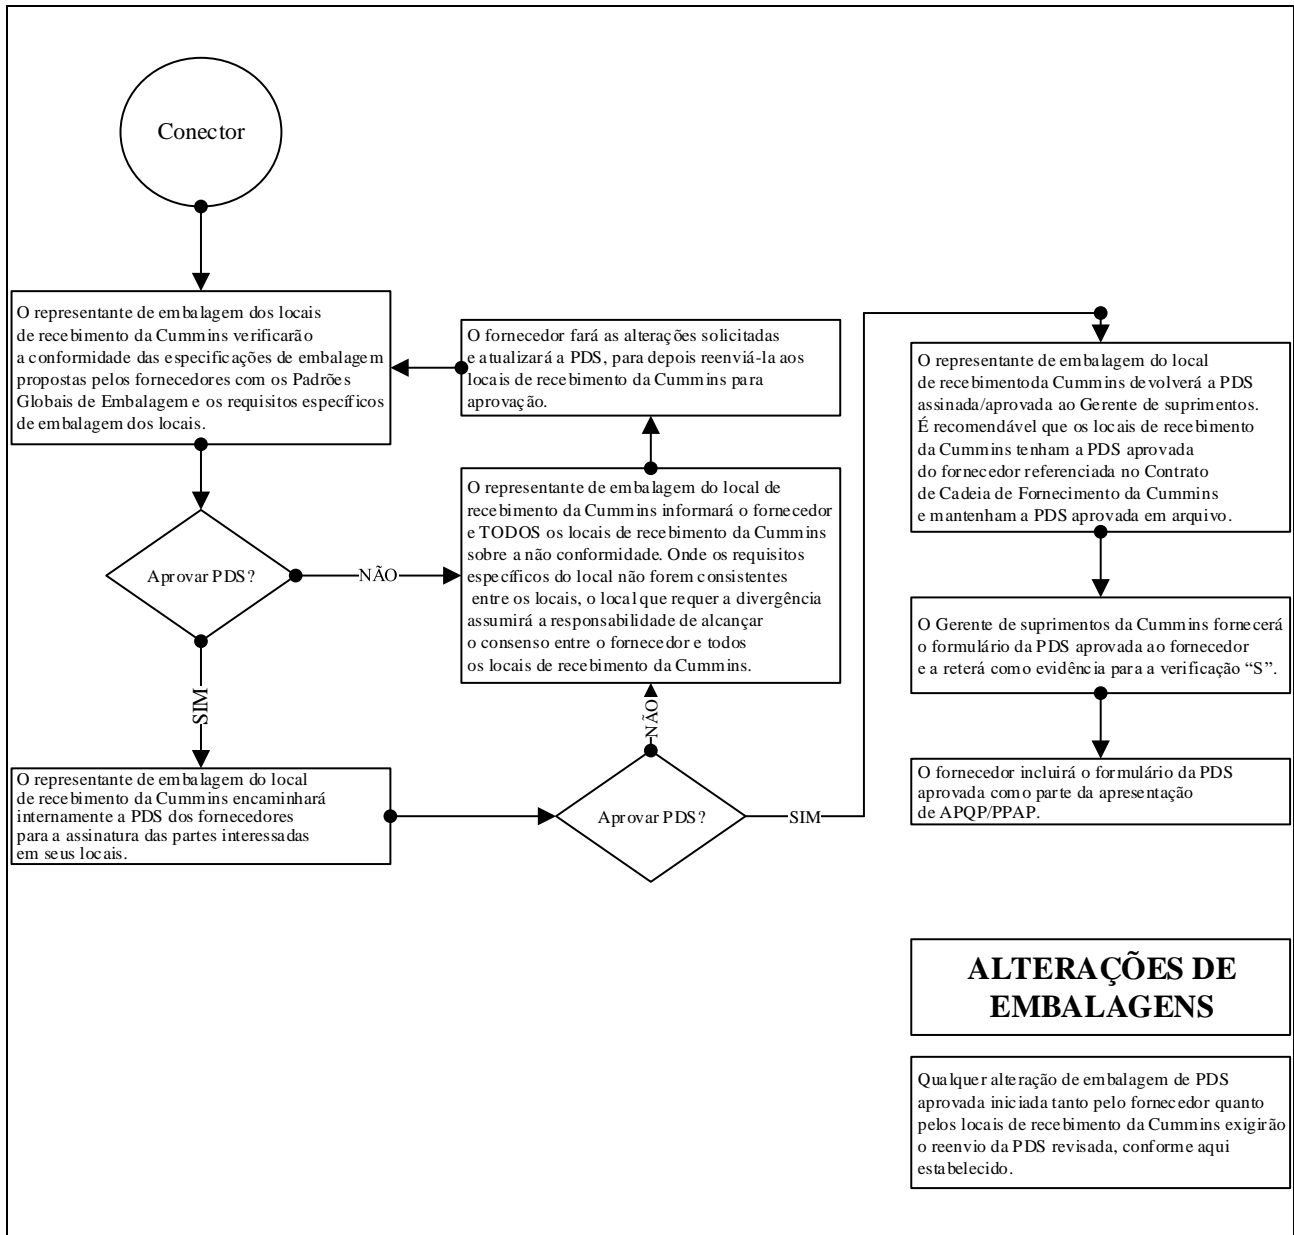 Conector
O representante de embalagem dos locais
de recebimento da Cummins verificarão
a conformidade das especificações de embalagem
propostas pelos fornecedores com os Padrões
Globais de Embalagem e os requisitos específicos
de embalagem dos locais.
Aprovar PDS?
NÃO
SIM
O representante de embalagem do local
de recebimento da Cummins encaminhará
internamente a PDS dos fornecedores
para a assinatura das partes interessadas
em seus locais.
O fornecedor fará as alterações solicitadas
e atualizará a PDS, para depois reenviá-la aos
locais de recebimento da Cummins para
aprovação.
O representante de embalagem do local de
recebimento da Cummins informará o fornecedor
e TODOS os locais de recebimento da Cummins
sobre a não conformidade. Onde os requisitos
específicos do local não forem consistentes
entre os locais, o local que requer a divergência
assumirá a responsabilidade de alcançar
o consenso entre o fornecedor e todos
os locais de recebimento da Cummins.
NÃO
Aprovar PDS?
SIM
O representante de embalagem do local
de recebimento da Cummins devolverá a PDS
assinada/aprovada ao Gerente de suprimentos.
É recomendável que os locais de recebimento
da Cummins tenham a PDS aprovada
do fornecedor referenciada no Contrato
de Cadeia de Fornecimento da Cummins
e mantenham a PDS aprovada em arquivo.
O Gerente de suprimentos da Cummins fornecerá
o formulário da PDS aprovada ao fornecedor
e a reterá como evidência para a verificação “S”.
O fornecedor incluirá o formulário da PDS
aprovada como parte da apresentação
de APQP/PPAP.
ALTERAÇÕES DE
EMBALAGENS
Qualquer alteração de embalagem de PDS
aprovada iniciada tanto pelo fornecedor quanto
pelos locais de recebimento da Cummins exigirão
o reenvio da PDS revisada, conforme aqui
estabelecido.